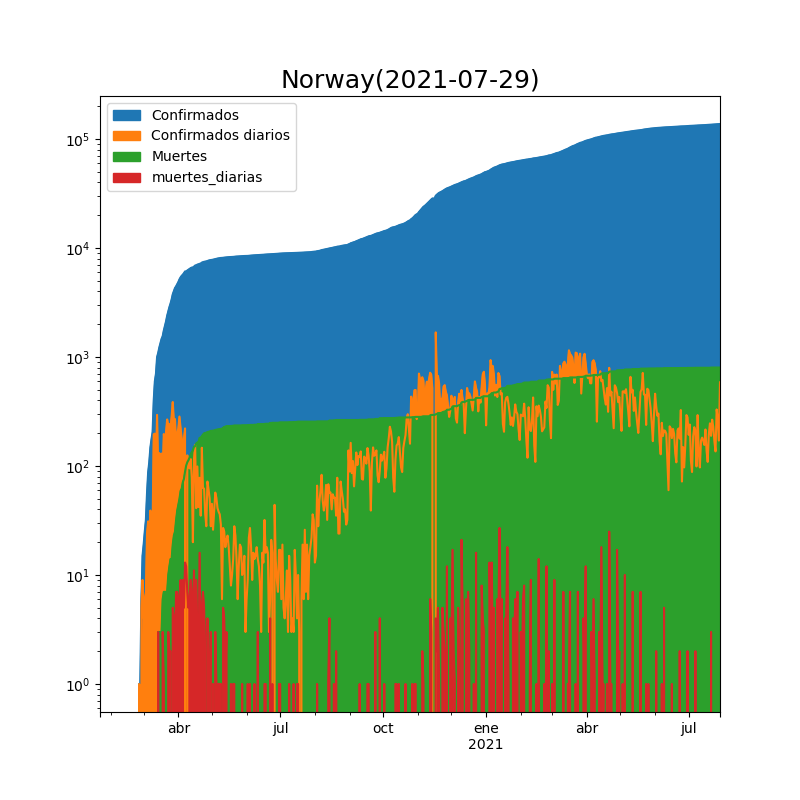 Norway(2021-07-29)
Confirmados
Confirmados diarios
Muertes
muertes_diarias
10^5
10^4
10^3
10^2
10^1
10^0
abr jul oct ene abr jul
2021